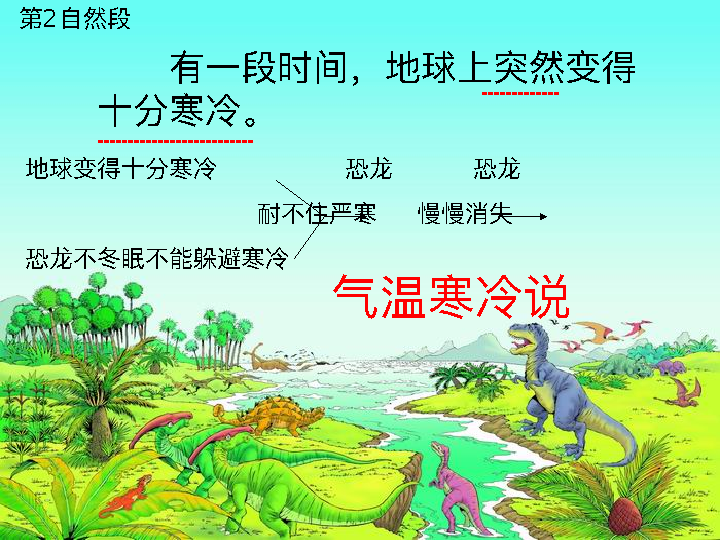 第2自然段
有一段时间，地球上突然变得
十分寒冷。
地球变得十分寒冷 恐龙 恐龙
耐不住严寒 慢慢消失
恐龙不冬眠不能躲避寒冷
气温寒冷说